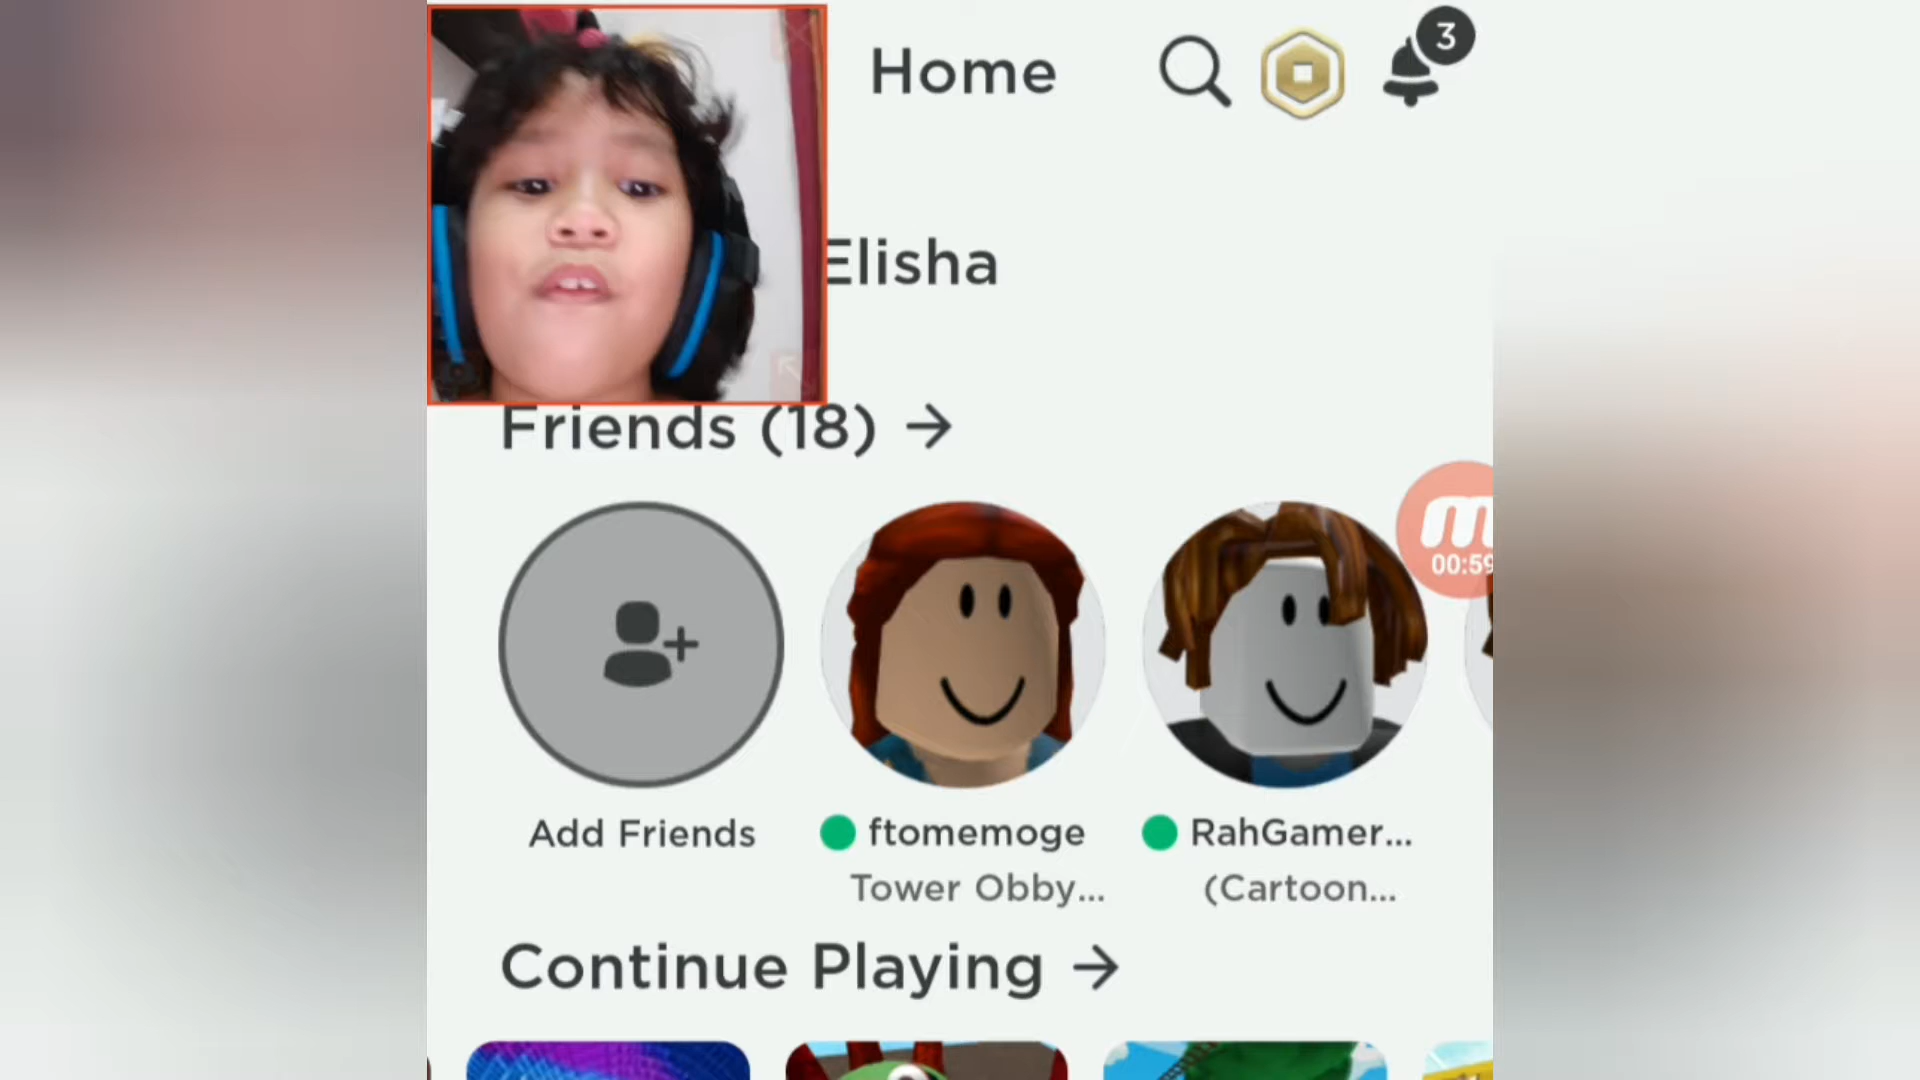 Home
3
Elisha
Friends (18)
00:59
Add Friends
ftomemoge
RahGamer...
Tower Obby...
(Cartoon...
Continue Playing